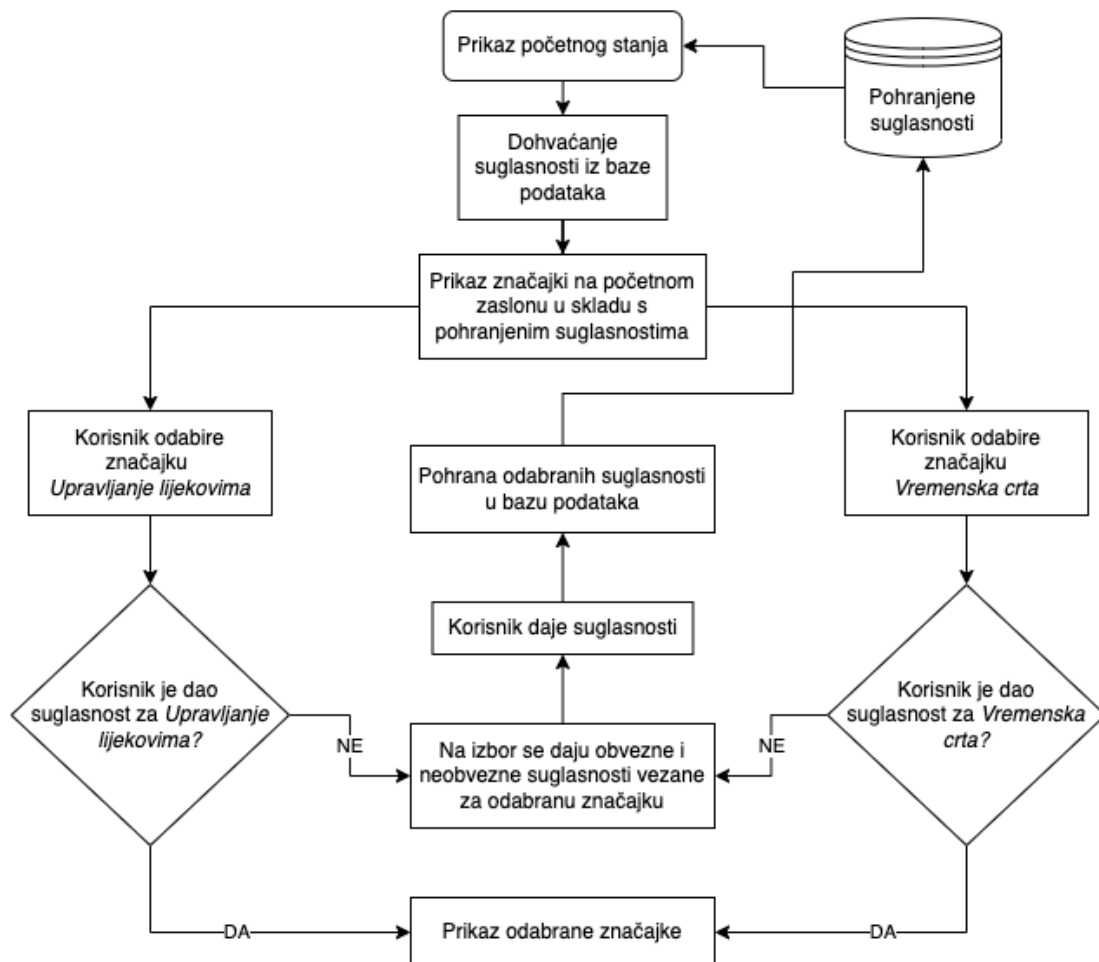 Prikaz početnog stanja
Pohranjene
suglasnosti
Dohvaćanje
suglasnosti iz baze
podataka
Prikaz značajki na početnom
zaslonu u skladu s
pohranjenim suglasnostima
Korisnik odabire
značajku
Upravljanje lijekovima
Pohrana odabranih suglasnosti
u bazu podataka
Korisnik odabire
značajku
Vremenska crta
Korisnik daje suglasnosti
Korisnik je dao
suglasnost za Upravljanje
lijekovima?
Korisnik je dao
suglasnost za Vremenska
crta?
NE
NE
Na izbor se daju obvezne i
neobvezne suglasnosti vezane
za odabranu značajku
DA
Prikaz odabrane značajke
DA